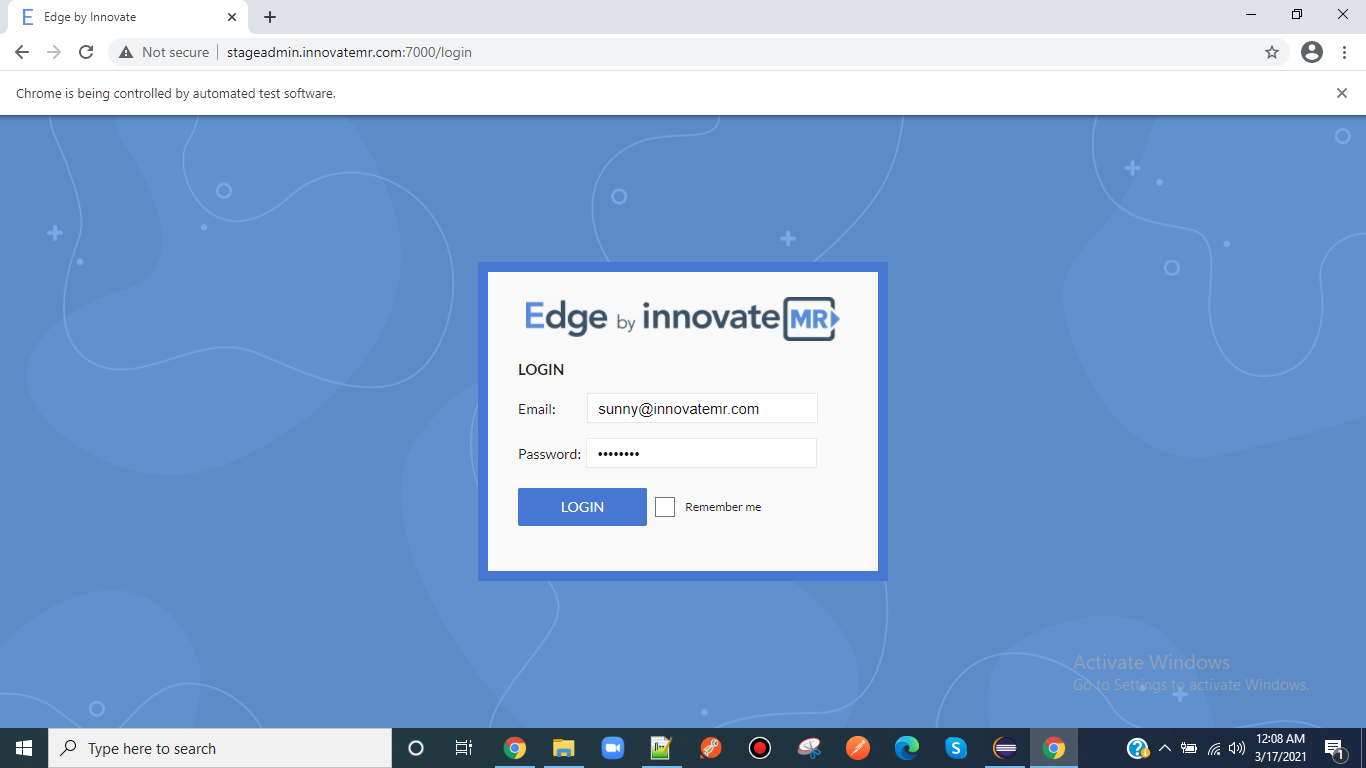 Edge by Innovate
Not secure
stageadmin.innovatemr.com:7000/login
Chrome is being controlled by automated test software.
Edge by innovate MR
LOGIN
Email: sunny@innovatemr.com
Password: ••••••••
LOGIN Remember me
Activate Windows
Go to Settings to activate Windows.
Type here to search
12:08 AM
3/17/2021
1